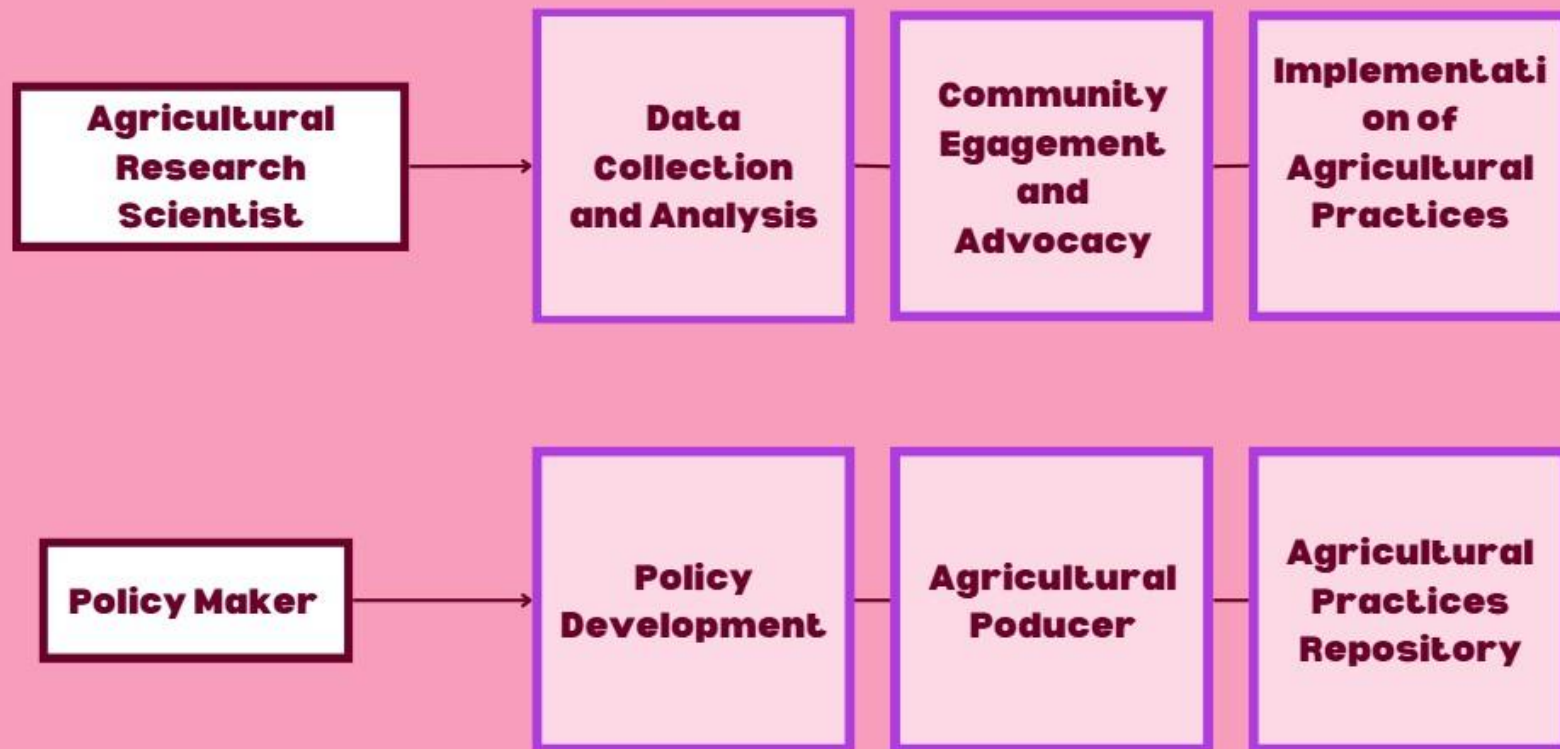 Agricultural
Research
Scientist
Data
Collection
and Analysis
Community
Egagement
and
Advocacy
Implementati
on of
Agricultural
Practices
Policy Maker
Policy
Development
Agricultural
Poducer
Agricultural
Practices
Repository